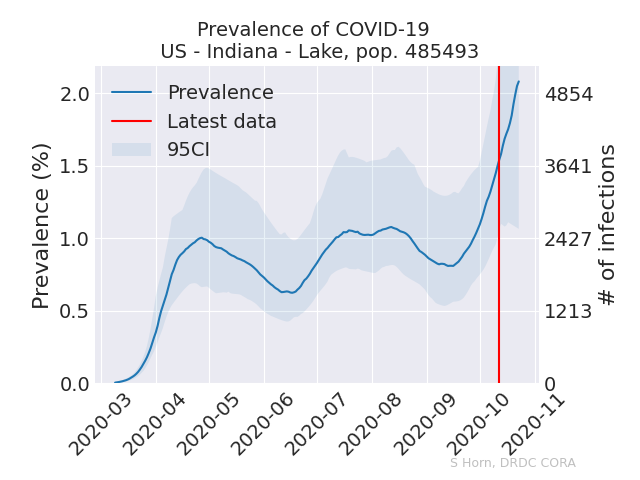 Prevalence of COVID-19
US - Indiana - Lake, pop. 485493
Prevalence
Latest data
95CI
Prevalence (%)
2.0
1.5
1.0
0.5
0.0
4854
3641
2427
1213
0
# of infections
2020-03
2020-04
2020-05
2020-06
2020-07
2020-08
2020-09
2020-10
2020-11
S Horn, DRDC CORA